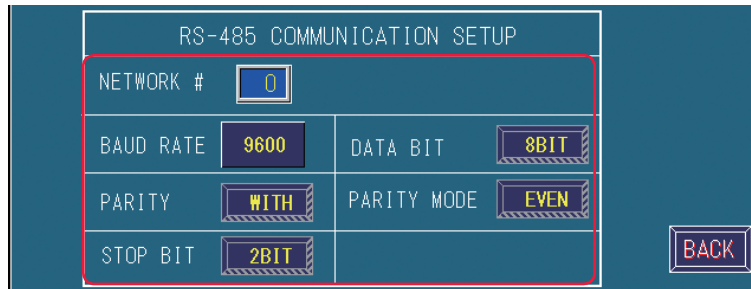 RS-485 COMMUNICATION SETUP
NETWORK # 0
BAUD RATE 9600 DATA BIT 8BIT
PARITY WITH PARITY MODE EVEN
STOP BIT 2BIT
BACK